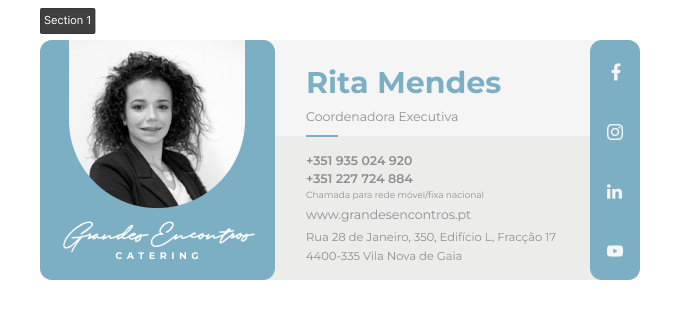 Section 1
Grandes Encontros
CATERING
Rita Mendes
Coordenadora Executiva
+351 935 024 920
+351 227 724 884
Chamada para rede móvel/fixa nacional
www.grandesencontros.pt
Rua 28 de Janeiro, 350, Edifício L, Fracção 17
4400-335 Vila Nova de Gaia